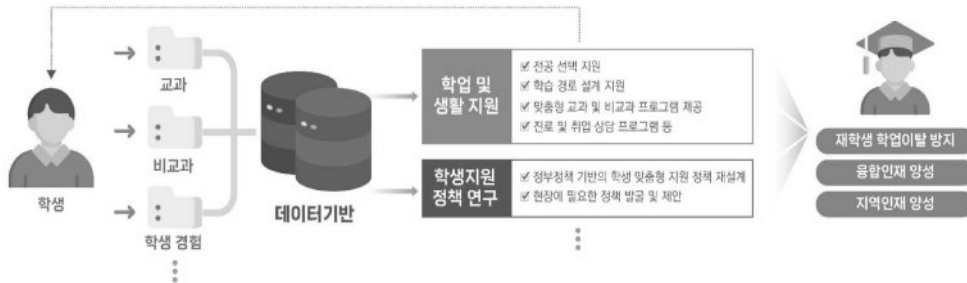 학생
교과
비교과
학생 경험
데이터기반
학업 및
생활 지원
☑ 전공 선택 지원
☑ 학습 경로 설계 지원
☑ 맞춤형 교과 및 비교과 프로그램 제공
☑ 진로 및 취업 상담 프로그램 등
학생지원
정책 연구
☑ 정부정책 기반의 학생 맞춤형 지원 정책 재설계
☑ 현장에 필요한 정책 발굴 및 제안
재학생 학업이탈 방지
융합인재 양성
지역인재 양성